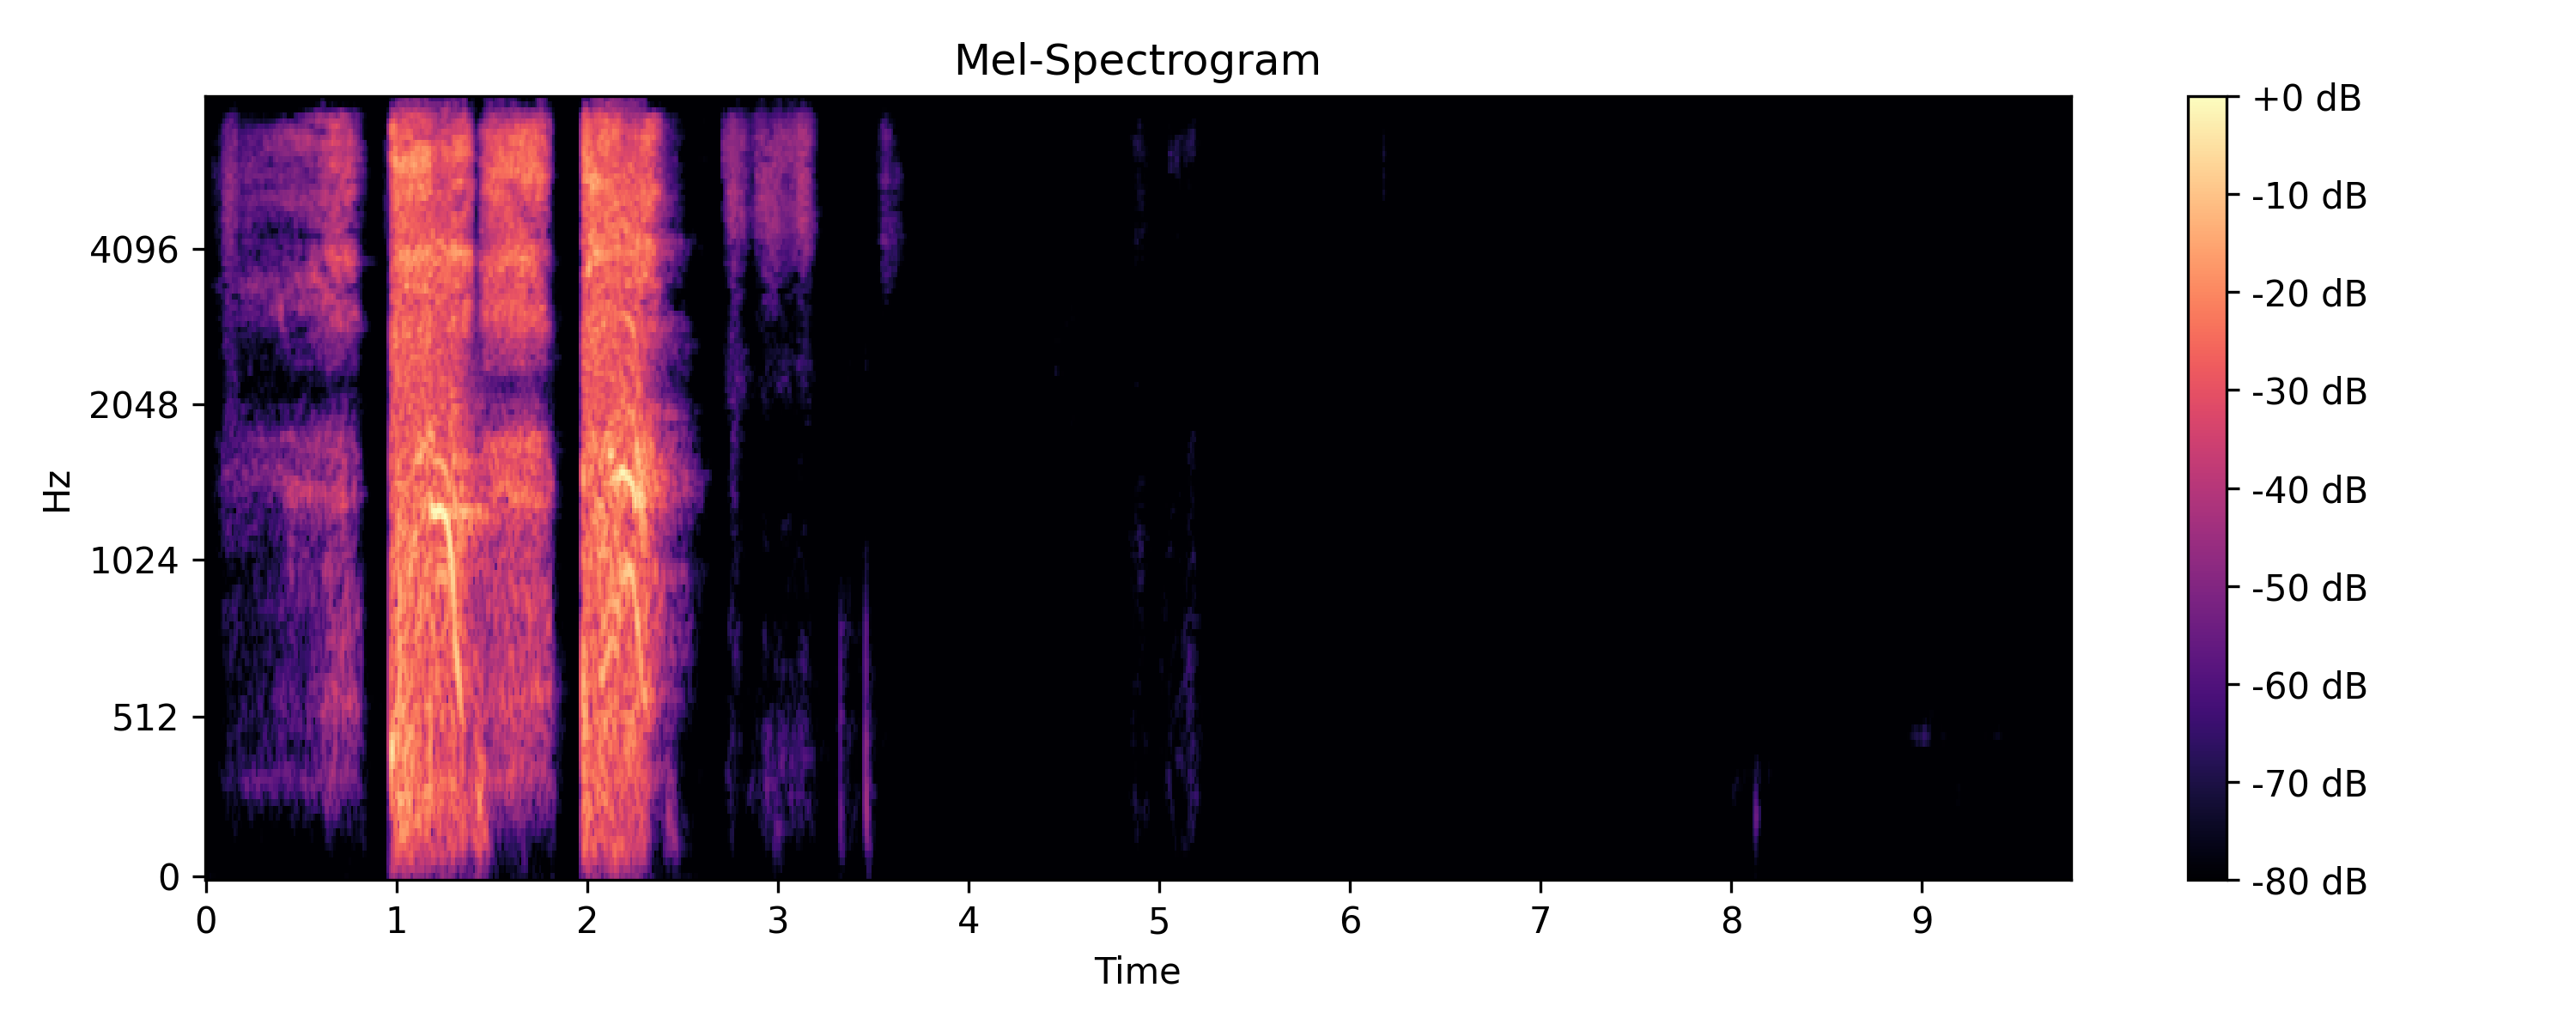 Mel-Spectrogram
+0 dB
-10 dB
-20 dB
-30 dB
-40 dB
-50 dB
-60 dB
-70 dB
-80 dB
Hz
4096
2048
1024
512
0
0 1 2 3 4 5 6 7 8 9
Time